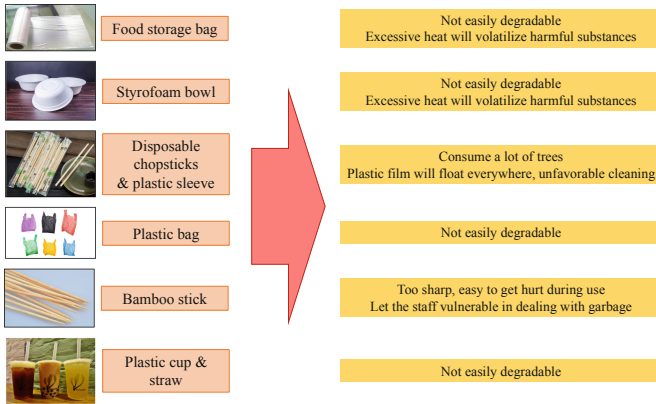 Food storage bag
Not easily degradable
Excessive heat will volatilize harmful substances
Styrofoam bowl
Not easily degradable
Excessive heat will volatilize harmful substances
Disposable
chopsticks
& plastic sleeve
Consume a lot of trees
Plastic film will float everywhere, unfavorable cleaning
Plastic bag
Not easily degradable
Bamboo stick
Too sharp, easy to get hurt during use
Let the staff vulnerable in dealing with garbage
Plastic cup &
straw
Not easily degradable